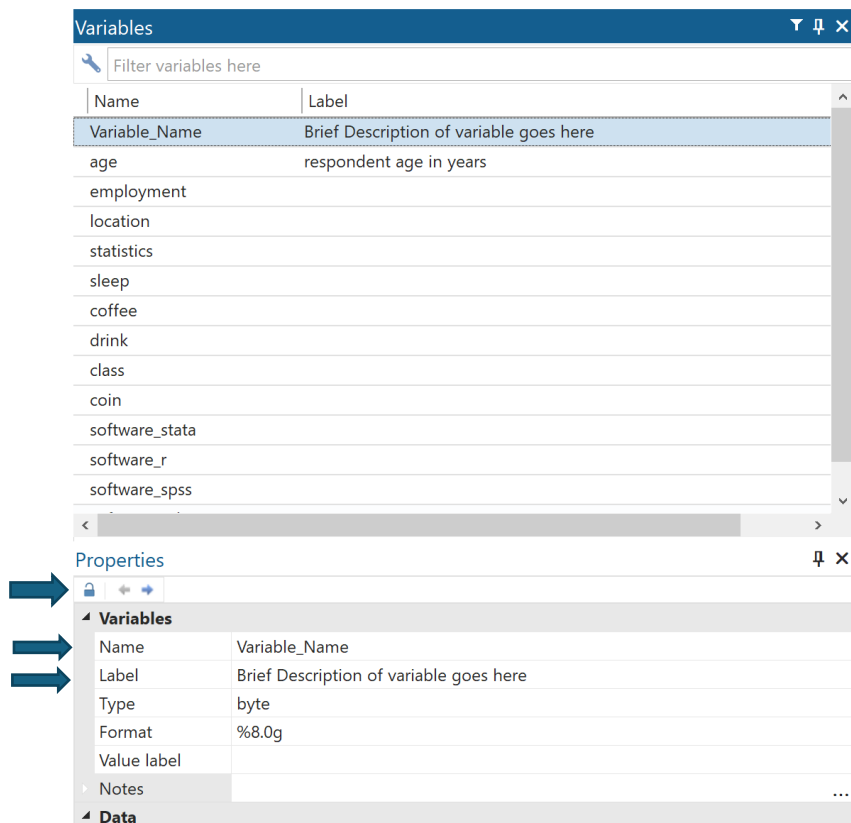 Variables
Filter variables here
Name Label
Variable_Name Brief Description of variable goes here
age respondent age in years
employment
location
statistics
sleep
coffee
drink
class
coin
software_stata
software_r
software_spss
Properties
Variables
Name Variable_Name
Label Brief Description of variable goes here
Type byte
Format %8.0g
Value label
Notes ...
Data